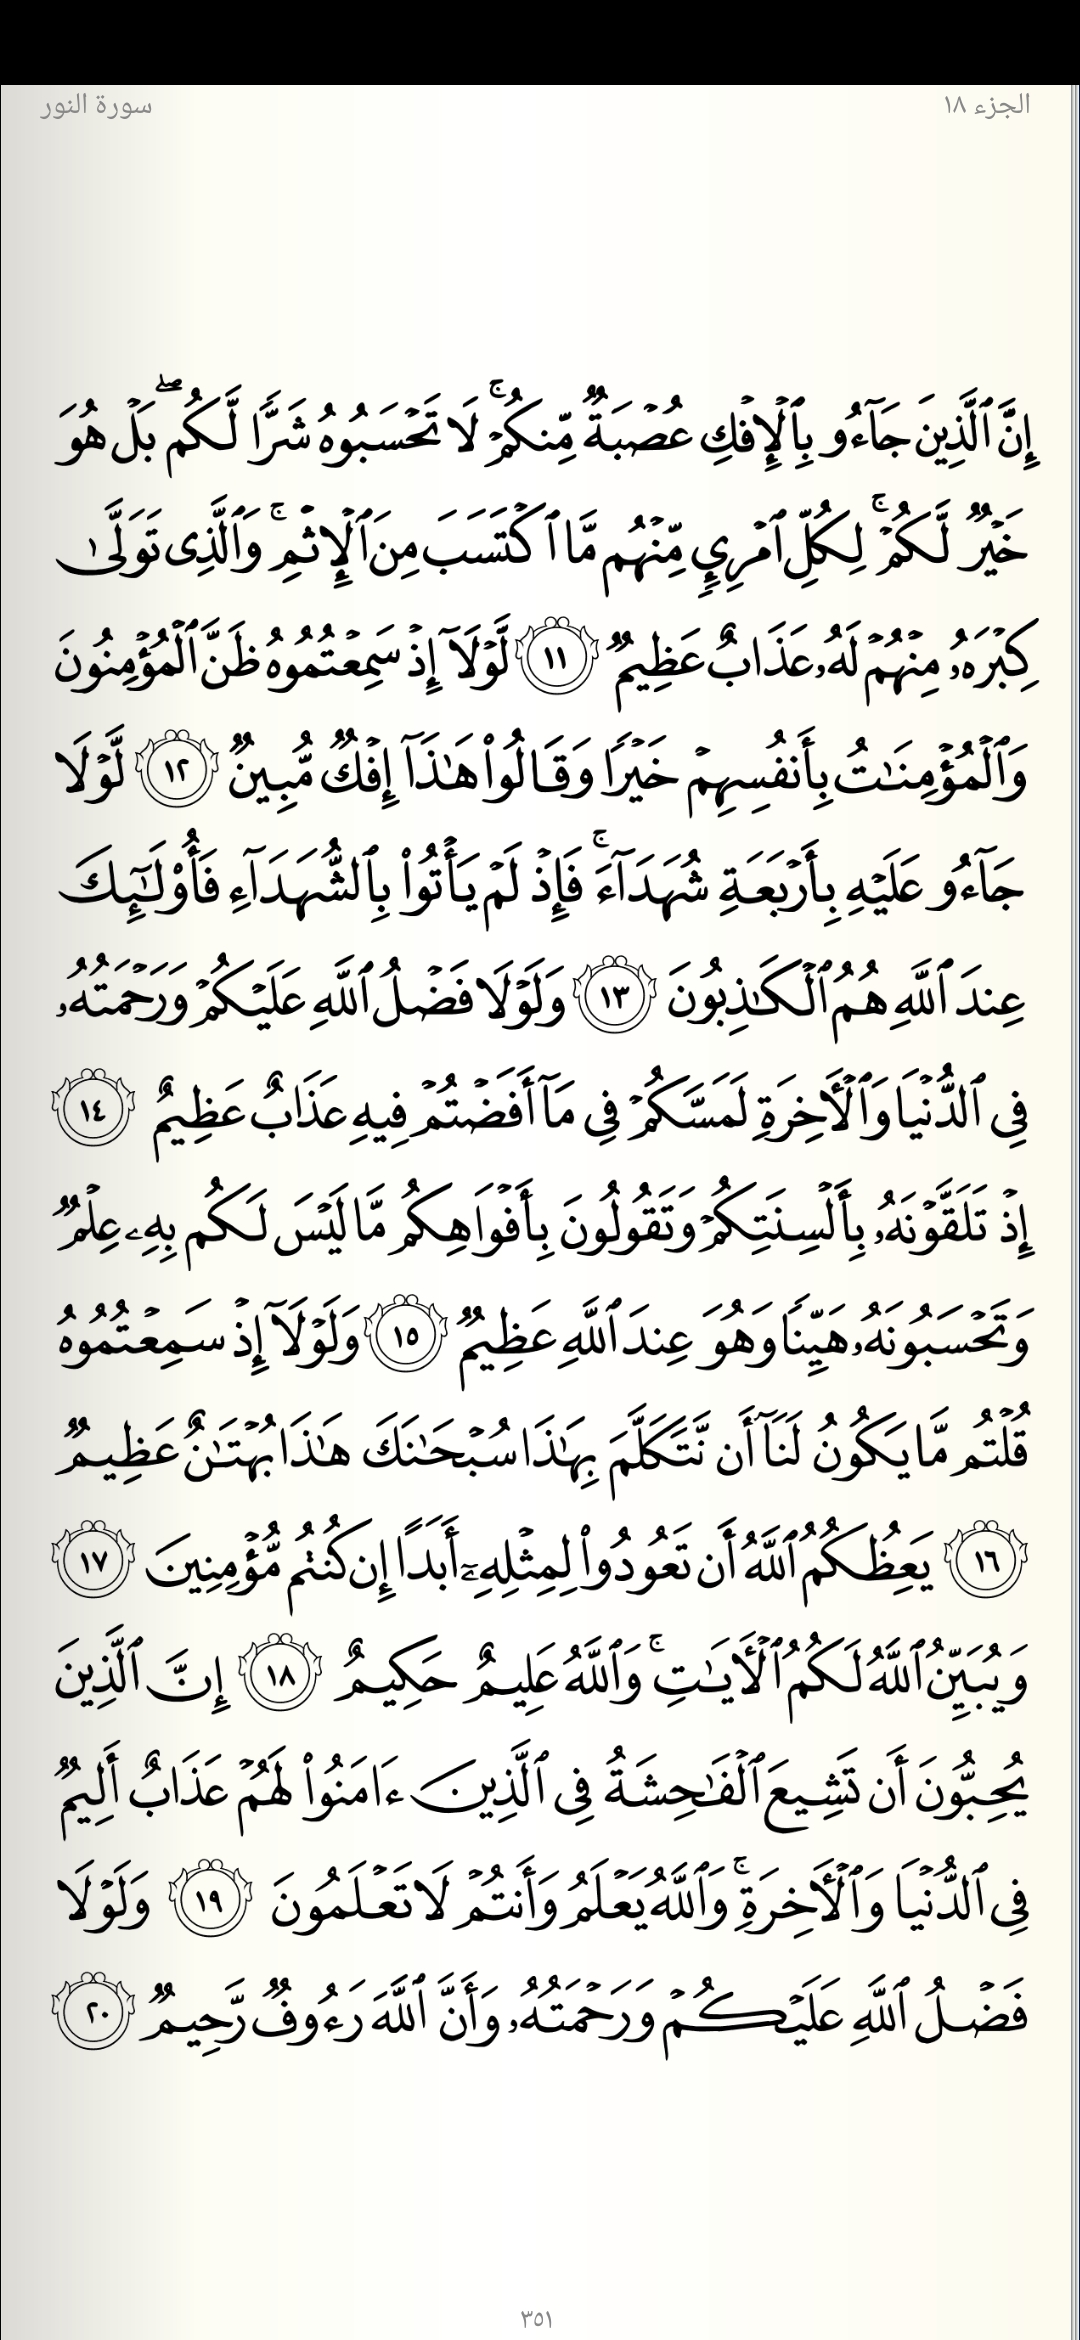 الجزء ١٨
سورة النور
إِنَّ ٱلَّذِينَ جَآءُو بِٱلْإِفْكِ عُصْبَةٌ مِّنكُمْ ۚ لَا تَحْسَبُوهُ شَرًّا لَّكُم ۖ بَلْ هُوَ
خَيْرٌ لَّكُمْ ۚ لِكُلِّ ٱمْرِئٍ مِّنْهُم مَّا ٱكْتَسَبَ مِنَ ٱلْإِثْمِ ۚ وَٱلَّذِى تَوَلَّىٰ
كِبْرَهُۥ مِنْهُمْ لَهُۥ عَذَابٌ عَظِيمٌ ١١ لَّوْلَآ إِذْ سَمِعْتُمُوهُ ظَنَّ ٱلْمُؤْمِنُونَ
وَٱلْمُؤْمِنَـٰتُ بِأَنفُسِهِمْ خَيْرًا وَقَالُوا۟ هَـٰذَآ إِفْكٌ مُّبِينٌ ١٢ لَّوْلَا
جَآءُو عَلَيْهِ بِأَرْبَعَةِ شُهَدَآءَ ۚ فَإِذْ لَمْ يَأْتُوا۟ بِٱلشُّهَدَآءِ فَأُو۟لَـٰٓئِكَ
عِندَ ٱللَّهِ هُمُ ٱلْكَـٰذِبُونَ ١٣ وَلَوْلَا فَضْلُ ٱللَّهِ عَلَيْكُمْ وَرَحْمَتُهُۥ
فِى ٱلدُّنْيَا وَٱلْـَٔاخِرَةِ لَمَسَّكُمْ فِى مَآ أَفَضْتُمْ فِيهِ عَذَابٌ عَظِيمٌ ١٤
إِذْ تَلَقَّوْنَهُۥ بِأَلْسِنَتِكُمْ وَتَقُولُونَ بِأَفْوَاهِكُم مَّا لَيْسَ لَكُم بِهِۦ عِلْمٌ
وَتَحْسَبُونَهُۥ هَيِّنًا وَهُوَ عِندَ ٱللَّهِ عَظِيمٌ ١٥ وَلَوْلَآ إِذْ سَمِعْتُمُوهُ
قُلْتُم مَّا يَكُونُ لَنَآ أَن نَّتَكَلَّمَ بِهَـٰذَا سُبْحَـٰنَكَ هَـٰذَا بُهْتَـٰنٌ عَظِيمٌ
١٦ يَعِظُكُمُ ٱللَّهُ أَن تَعُودُوا۟ لِمِثْلِهِۦٓ أَبَدًا إِن كُنتُم مُّؤْمِنِينَ ١٧
وَيُبَيِّنُ ٱللَّهُ لَكُمُ ٱلْـَٔايَـٰتِ ۚ وَٱللَّهُ عَلِيمٌ حَكِيمٌ ١٨ إِنَّ ٱلَّذِينَ
يُحِبُّونَ أَن تَشِيعَ ٱلْفَـٰحِشَةُ فِى ٱلَّذِينَ ءَامَنُوا۟ لَهُمْ عَذَابٌ أَلِيمٌ
فِى ٱلدُّنْيَا وَٱلْـَٔاخِرَةِ ۚ وَٱللَّهُ يَعْلَمُ وَأَنتُمْ لَا تَعْلَمُونَ ١٩ وَلَوْلَا
فَضْلُ ٱللَّهِ عَلَيْكُمْ وَرَحْمَتُهُۥ وَأَنَّ ٱللَّهَ رَءُوفٌ رَّحِيمٌ ٢٠
٣٥١